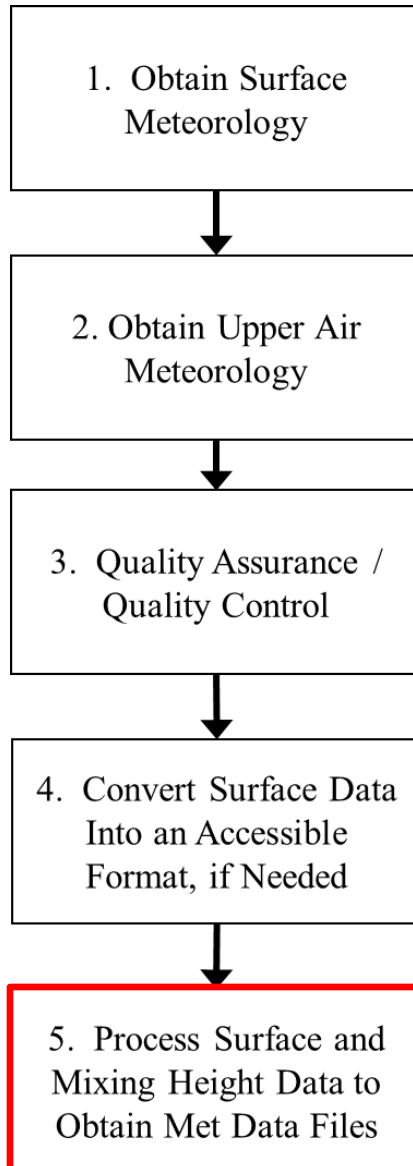 1. Obtain Surface
Meteorology
2. Obtain Upper Air
Meteorology
3. Quality Assurance /
Quality Control
4. Convert Surface Data
Into an Accessible
Format, if Needed
5. Process Surface and
Mixing Height Data to
Obtain Met Data Files